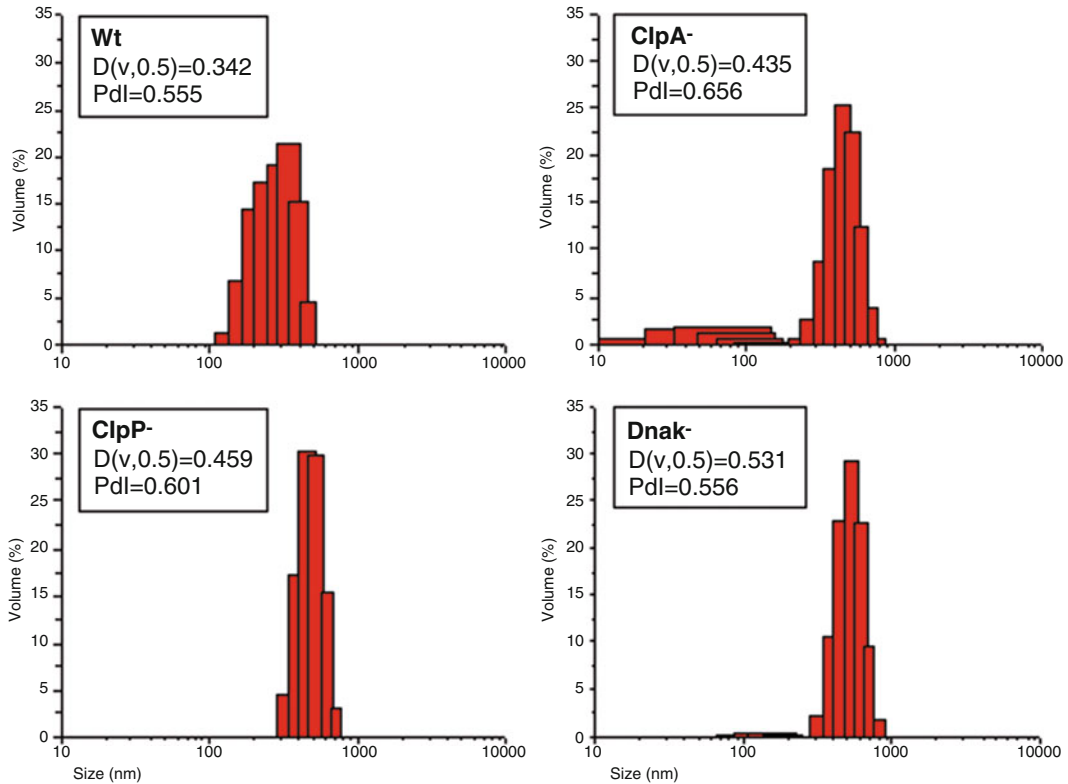 Wt
D(v,0.5)=0.342
PdI=0.555
35
30
25
20
15
10
5
0
Volume (%)
10
100
1000
10000
ClpA-
D(v,0.5)=0.435
PdI=0.656
35
30
25
20
15
10
5
0
Volume (%)
10
100
1000
10000
ClpP-
D(v,0.5)=0.459
PdI=0.601
35
30
25
20
15
10
5
0
Volume (%)
10
100
1000
10000
Size (nm)
Dnak-
D(v,0.5)=0.531
PdI=0.556
35
30
25
20
15
10
5
0
Volume (%)
10
100
1000
10000
Size (nm)